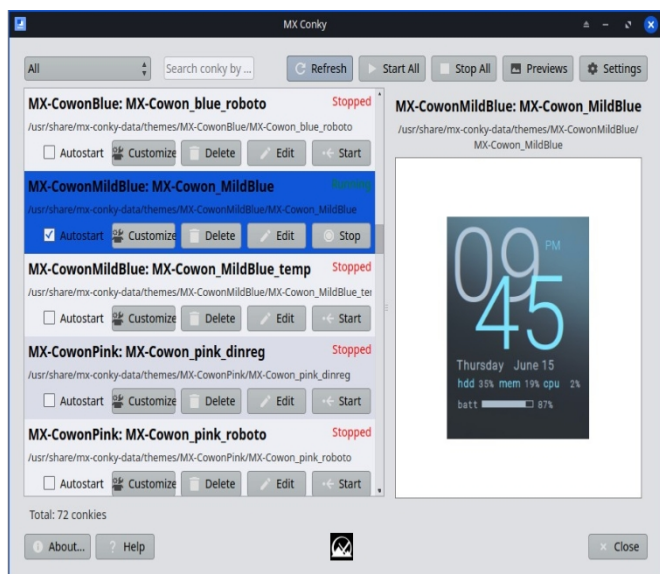 MX Conky
All
Search conky by ...
Refresh
Start All
Stop All
Previews
Settings
MX-CowonBlue: MX-Cowon_blue_roboto
Stopped
/usr/share/mx-conky-data/themes/MX-CowonBlue/MX-Cowon_blue_roboto
Autostart
Customize
Delete
Edit
Start
MX-CowonMildBlue: MX-Cowon_MildBlue
Running
/usr/share/mx-conky-data/themes/MX-CowonMildBlue/MX-Cowon_MildBlue
Autostart
Customize
Delete
Edit
Stop
MX-CowonMildBlue: MX-Cowon_MildBlue_temp
Stopped
/usr/share/mx-conky-data/themes/MX-CowonMildBlue/MX-Cowon_MildBlue_ter
Autostart
Customize
Delete
Edit
Start
MX-CowonPink: MX-Cowon_pink_dinreg
Stopped
/usr/share/mx-conky-data/themes/MX-CowonPink/MX-Cowon_pink_dinreg
Autostart
Customize
Delete
Edit
Start
MX-CowonPink: MX-Cowon_pink_roboto
Stopped
/usr/share/mx-conky-data/themes/MX-CowonPink/MX-Cowon_pink_roboto
Autostart
Customize
Delete
Edit
Start
MX-CowonMildBlue: MX-Cowon_MildBlue
/usr/share/mx-conky-data/themes/MX-CowonMildBlue/
MX-Cowon_MildBlue
09 PM
45
Thursday June 15
hdd 35% mem 19% cpu 2%
batt 87%
Total: 72 conkies
About...
? Help
Close